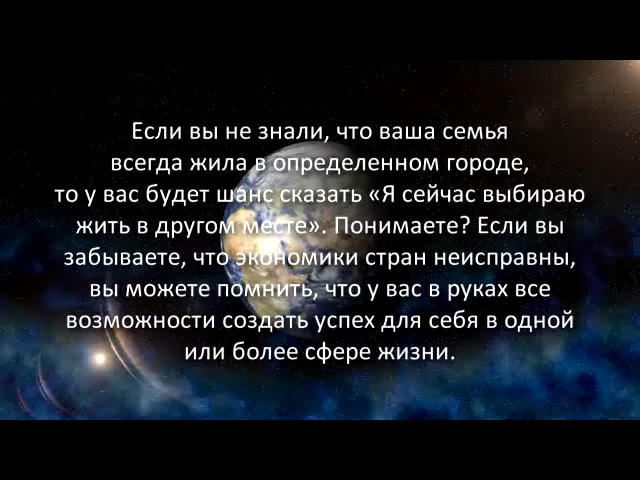 Если вы не знали, что ваша семья
всегда жила в определенном городе,
то у вас будет шанс сказать «Я сейчас выбираю
жить в другом месте». Понимаете? Если вы
забываете, что экономики стран неисправны,
вы можете помнить, что у вас в руках все
возможности создать успех для себя в одной
или более сфере жизни.